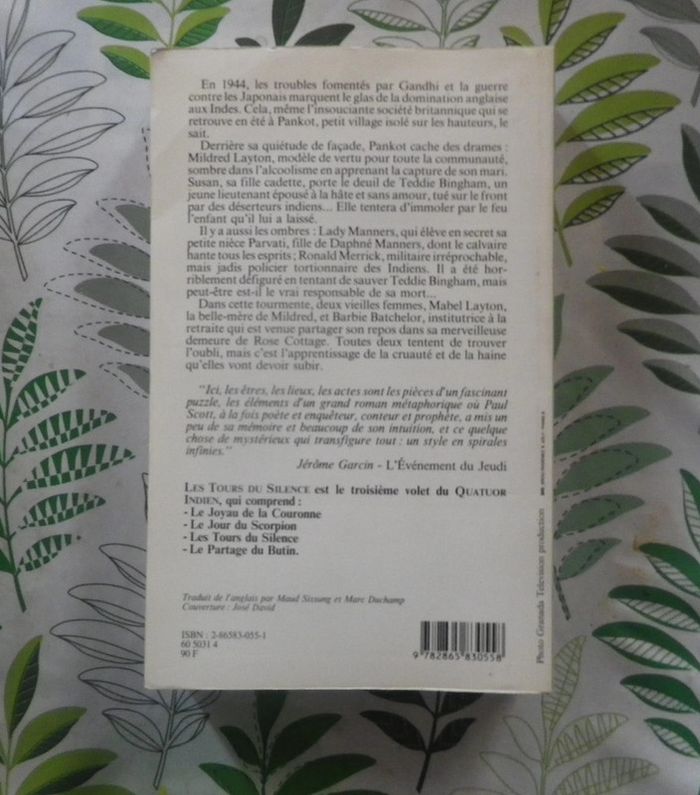 En 1944, les troubles fomentés par Gandhi et la guerre
contre les Japonais marquent le glas de la domination anglaise
aux Indes. Cela, même l'insouciante société britannique qui se
retrouve en été à Pankot, petit village isolé sur les hauteurs, le
sait.
Derrière sa quiétude de façade, Pankot cache des drames :
Mildred Layton, modèle de vertu pour toute la communauté,
sombre dans l'alcoolisme en apprenant la capture de son mari.
Susan, sa fille cadette, porte le deuil de Teddie Bingham, un
jeune lieutenant épousé à la hâte et sans amour, tué sur le front
par des déserteurs indiens... Elle tentera d'immoler par le feu
l'enfant qu'il lui a laissé.
Il y a aussi les ombres : Lady Manners, qui élève en secret sa
petite nièce Parvati, fille de Daphné Manners, dont le calvaire
hante tous les esprits ; Ronald Merrick, militaire irréprochable,
mais jadis policier tortionnaire des Indiens. Il a été hor-
riblement défiguré en tentant de sauver Teddie Bingham, mais
peut-être est-il le vrai responsable de sa mort...
Dans cette tourmente, deux vieilles femmes, Mabel Layton,
la belle-mère de Mildred, et Barbie Batchelor, institutrice à la
retraite qui est venue partager son repos dans sa merveilleuse
demeure de Rose Cottage. Toutes deux tentent de trouver
l'oubli, mais c'est l'apprentissage de la cruauté et de la haine
qu'elles vont devoir subir.
"Ici, les êtres, les lieux, les actes sont les pièces d'un fascinant
puzzle, les éléments d'un grand roman métaphorique où Paul
Scott, à la fois poète et enquêteur, conteur et prophète, a mis un
peu de sa mémoire et beaucoup de son intuition, et ce quelque
chose de mystérieux qui transfigure tout : un style en spirales
infinies."
Jérôme Garcin - L'Événement du Jeudi
LES TOURS DU SILENCE est le troisième volet du QUATUOR
INDIEN, qui comprend :
- Le Joyau de la Couronne
- Le Jour du Scorpion
- Les Tours du Silence
- Le Partage du Butin.
Traduit de l'anglais par Maud Sissung et Marc Duchamp
Couverture : José David
ISBN : 2-86583-055-1
60 5031 4
90 F
9 782865 830558
Photo Granada Television production